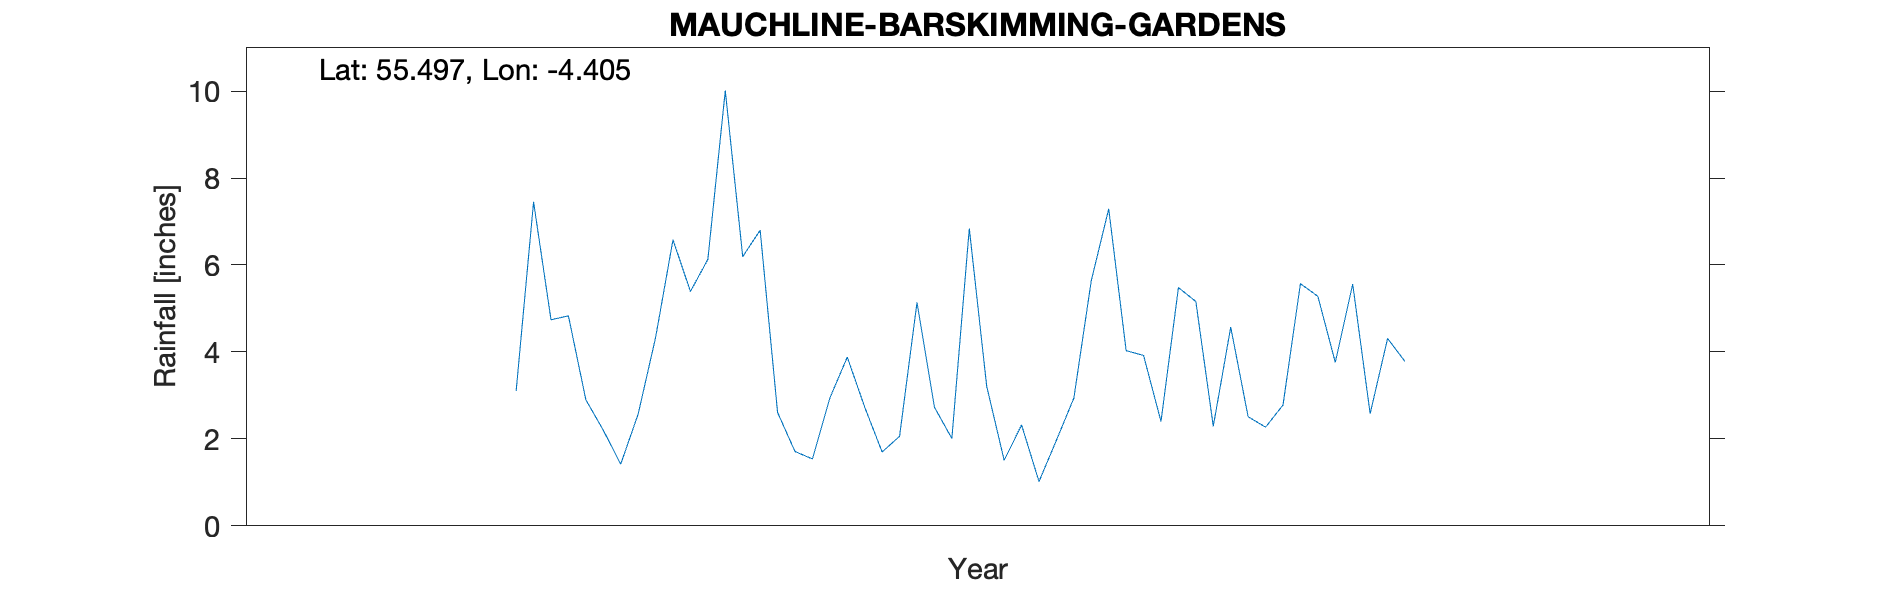 MAUCHLINE-BARSKIMMING-GARDENS
Lat: 55.497, Lon: -4.405
10
8
6
4
2
0
Rainfall [inches]
Year